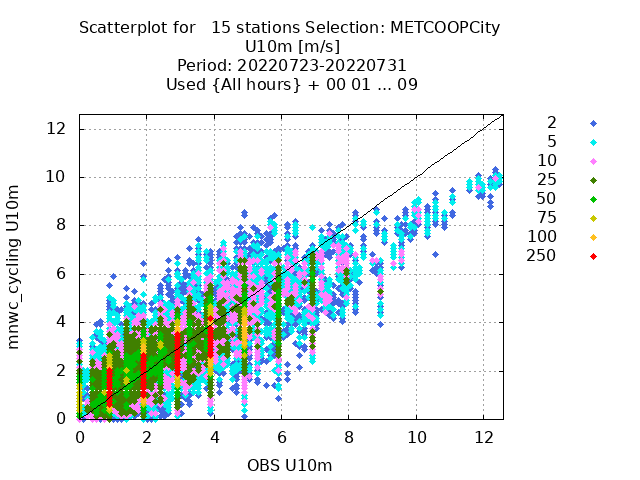 Scatterplot for   15 stations Selection: METCOOPCity
U10m [m/s]
Period: 20220723-20220731
Used {All hours} + 00 01 ... 09
2
5
10
25
50
75
100
250
12
10
8
6
4
2
0
mnwc_cycling U10m
0 2 4 6 8 10 12
OBS U10m